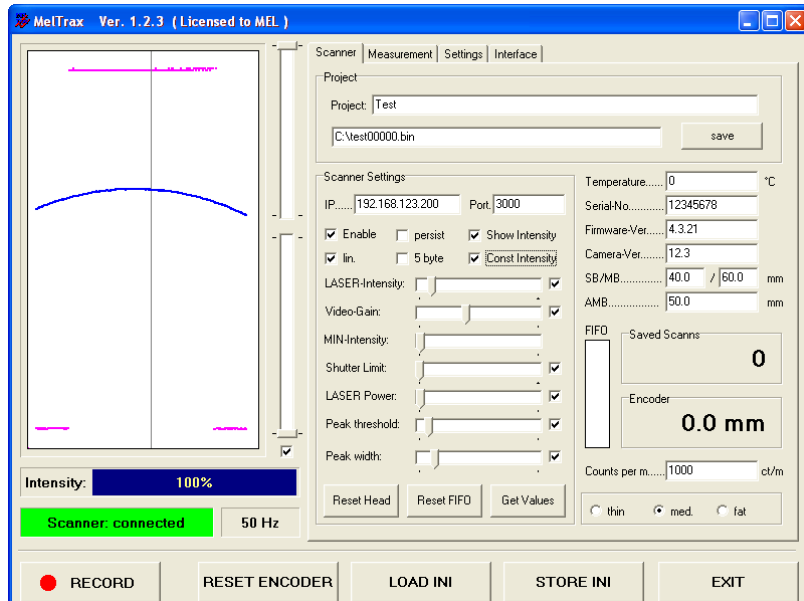 MelTrax Ver. 1.2.3 ( Licensed to MEL )
Scanner Measurement Settings Interface
Project
Project: Test
C:\test00000.bin save
Scanner Settings
IP...... 192.168.123.200 Port. 3000
Enable persist Show Intensity
lin. 5 byte Const Intensity
LASER-Intensity:
Video-Gain:
MIN-Intensity:
Shutter Limit:
LASER Power:
Peak threshold:
Peak width:
Reset Head Reset FIFO Get Values
Temperature...... 0 °C
Serial-No............ 12345678
Firmware-Ver...... 4.3.21
Camera-Ver........ 12.3
SB/MB............... 40.0 / 60.0 mm
AMB................. 50.0 mm
FIFO
Saved Scanns
0
Encoder
0.0 mm
Counts per m..... 1000 ct/m
thin med. fat
Intensity: 100%
Scanner: connected 50 Hz
RECORD RESET ENCODER LOAD INI STORE INI EXIT